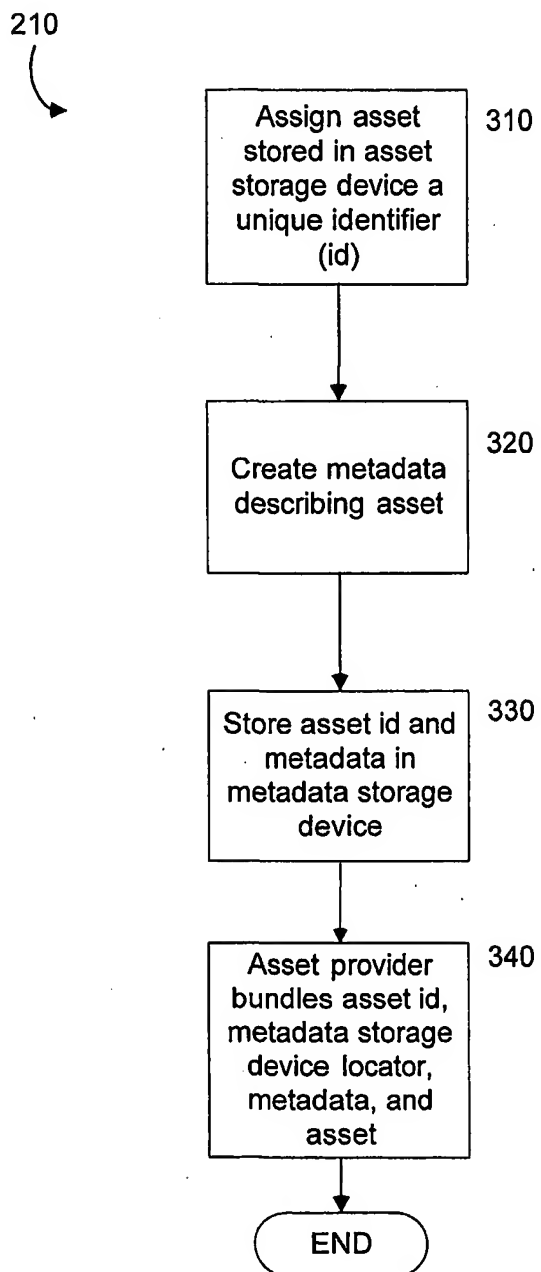 210
Assign asset
stored in asset
storage device a
unique identifier
(id)
310
Create metadata
describing asset
320
Store asset id and
metadata in
metadata storage
device
330
Asset provider
bundles asset id,
metadata storage
device locator,
metadata, and
asset
340
END